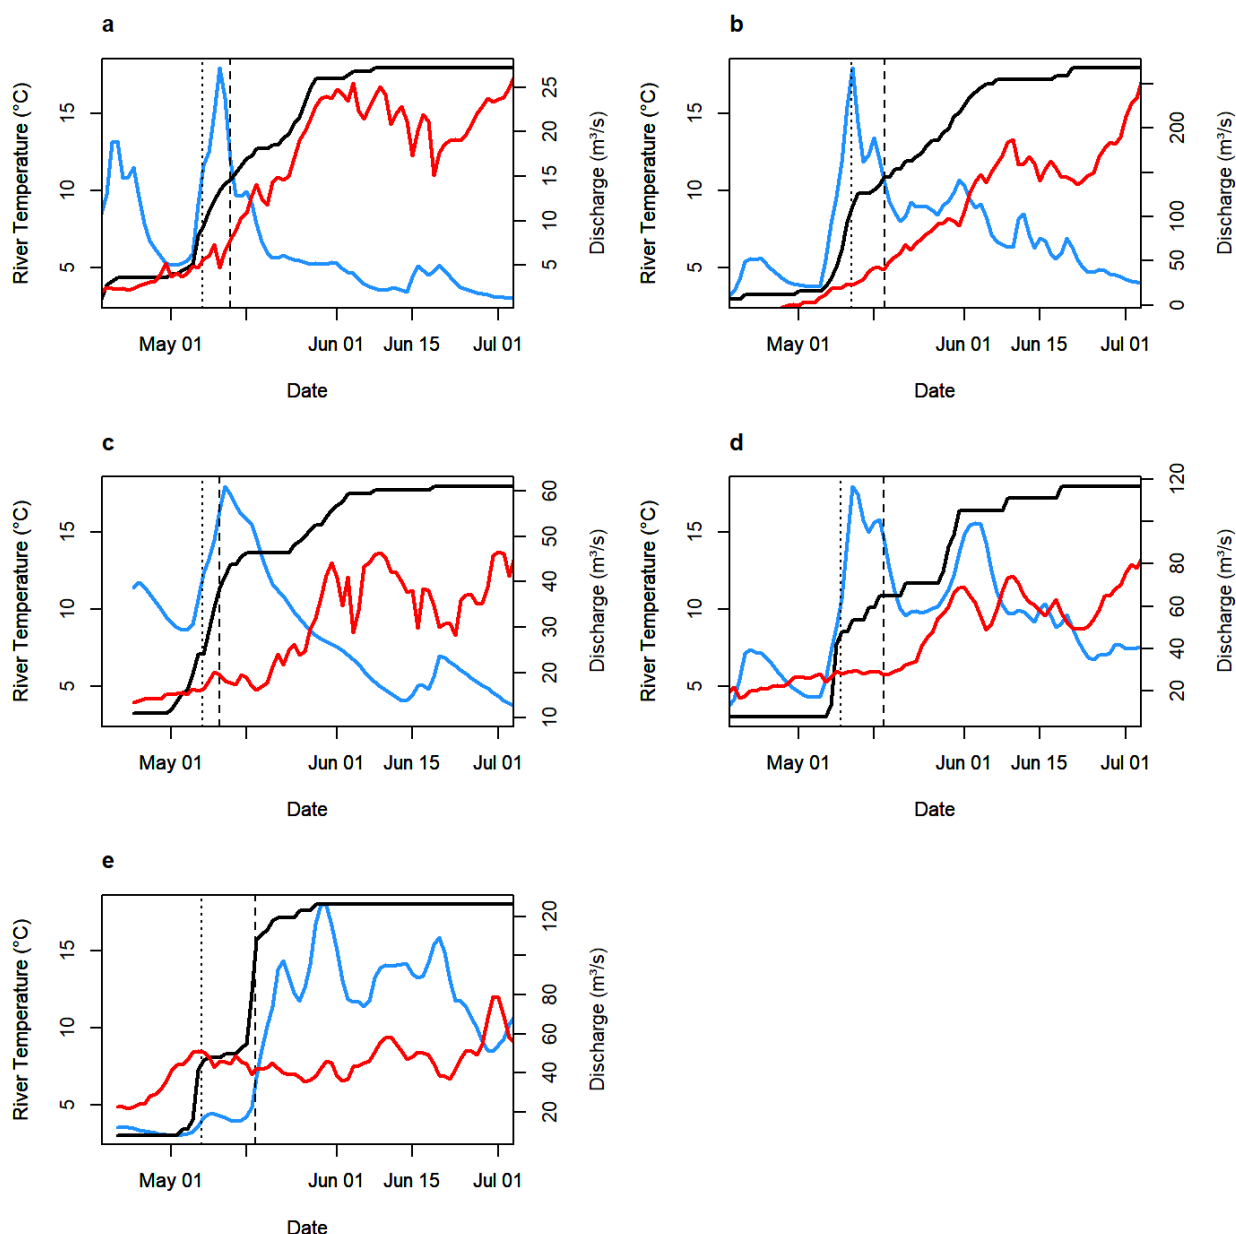 a
River Temperature (°C)
15
10
5
25
20
15
10
5
Discharge (m³/s)
May 01
Jun 01
Jun 15
Jul 01
Date
b
River Temperature (°C)
15
10
5
200
100
50
0
Discharge (m³/s)
May 01
Jun 01
Jun 15
Jul 01
Date
c
River Temperature (°C)
15
10
5
60
50
40
30
20
10
Discharge (m³/s)
May 01
Jun 01
Jun 15
Jul 01
Date
d
River Temperature (°C)
15
10
5
120
80
60
40
20
Discharge (m³/s)
May 01
Jun 01
Jun 15
Jul 01
Date
e
River Temperature (°C)
15
10
5
120
80
60
40
20
Discharge (m³/s)
May 01
Jun 01
Jun 15
Jul 01
Date